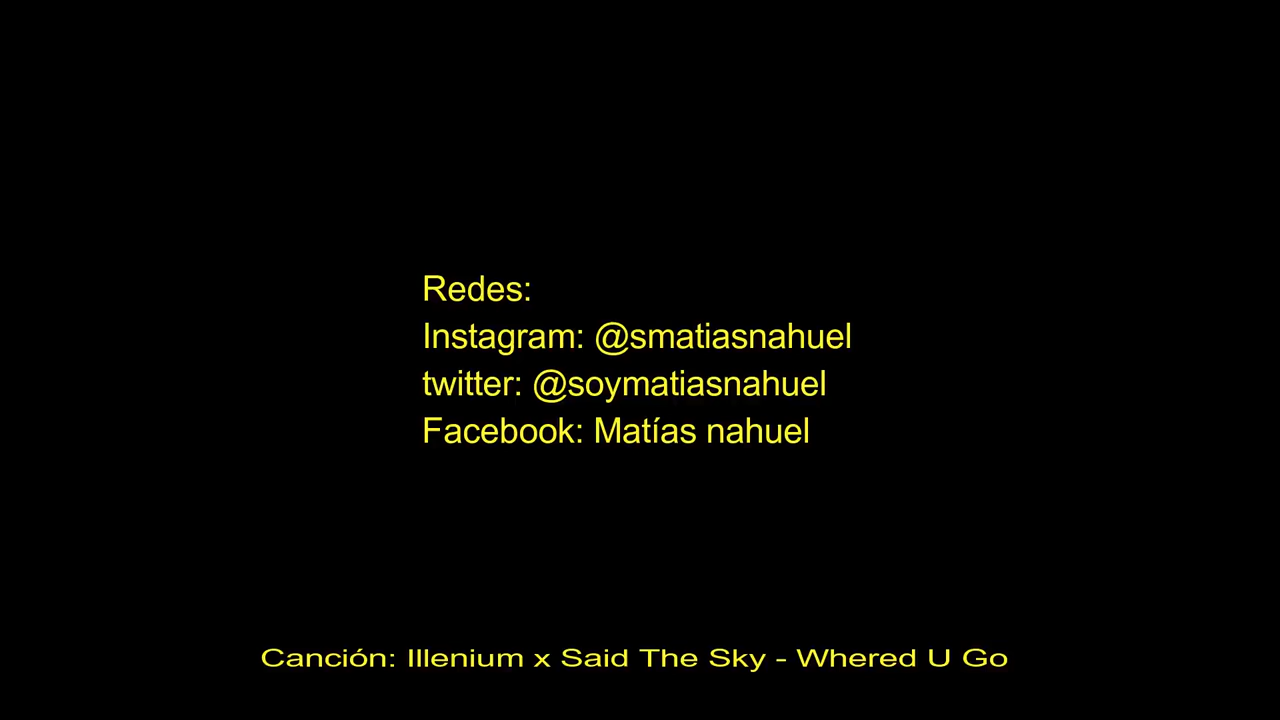 Redes:
Instagram: @smatiasnahuel
twitter: @soymatiasnahuel
Facebook: Matías nahuel
Canción: Illenium x Said The Sky - Whered U Go